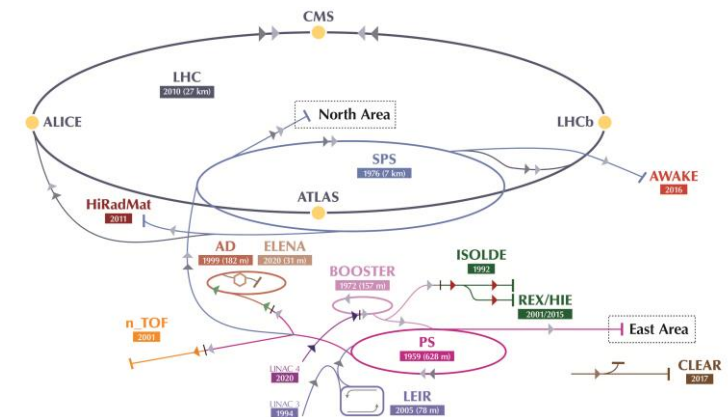 CMS
LHC
2010 (27 km)
North Area
ALICE
LHCb
SPS
1976 (7 km)
AWAKE
2016
ATLAS
HiRadMat
2011
AD
1999 (182 m)
ELENA
2020 (31 m)
ISOLDE
1992
BOOSTER
1972 (157 m)
REX/HIE
2001/2015
n_TOF
2001
East Area
PS
1959 (628 m)
LINAC 4
2020
CLEAR
2017
LINAC 3
1994
LEIR
2005 (78 m)